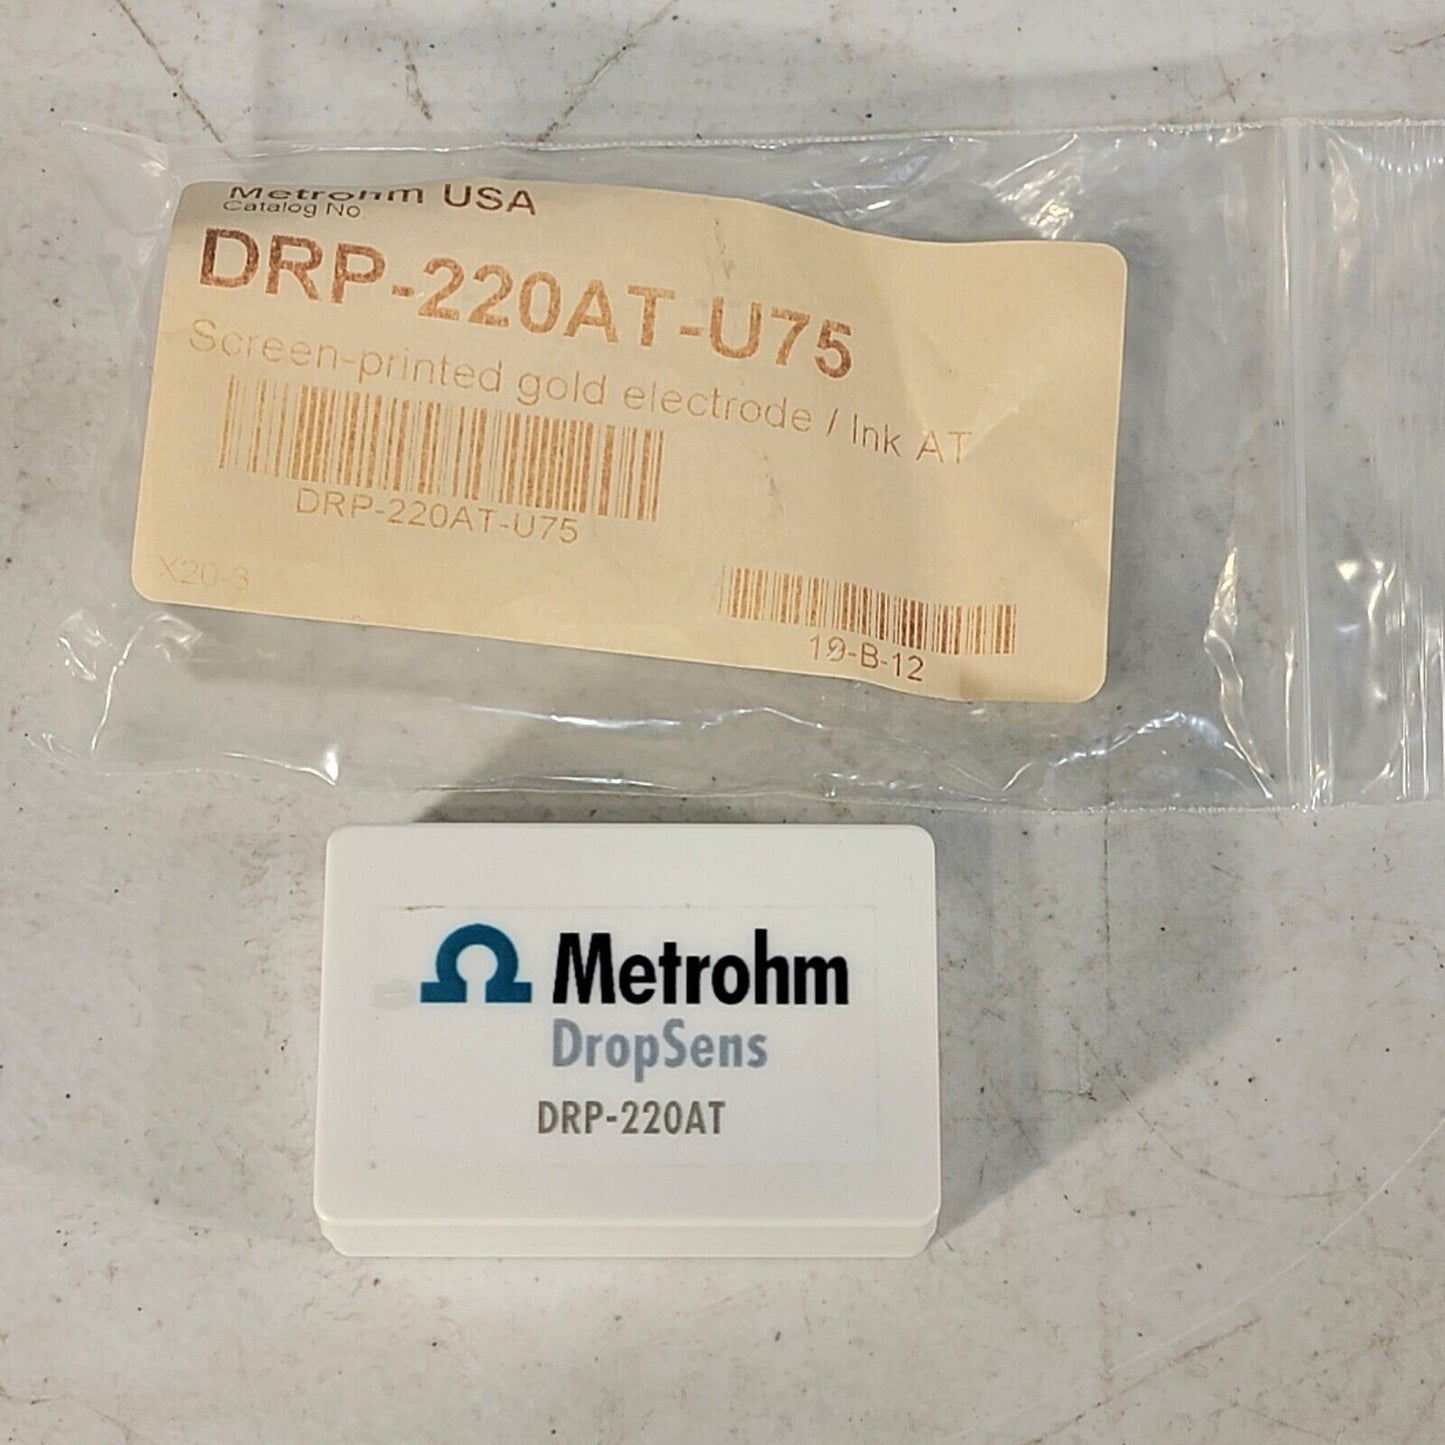 Metrohm USA
Catalog No
DRP-220AT-U75
Screen-printed gold electrode / Ink AT
DRP-220AT-U75
X20-3
19-B-12
Metrohm
DropSens
DRP-220AT